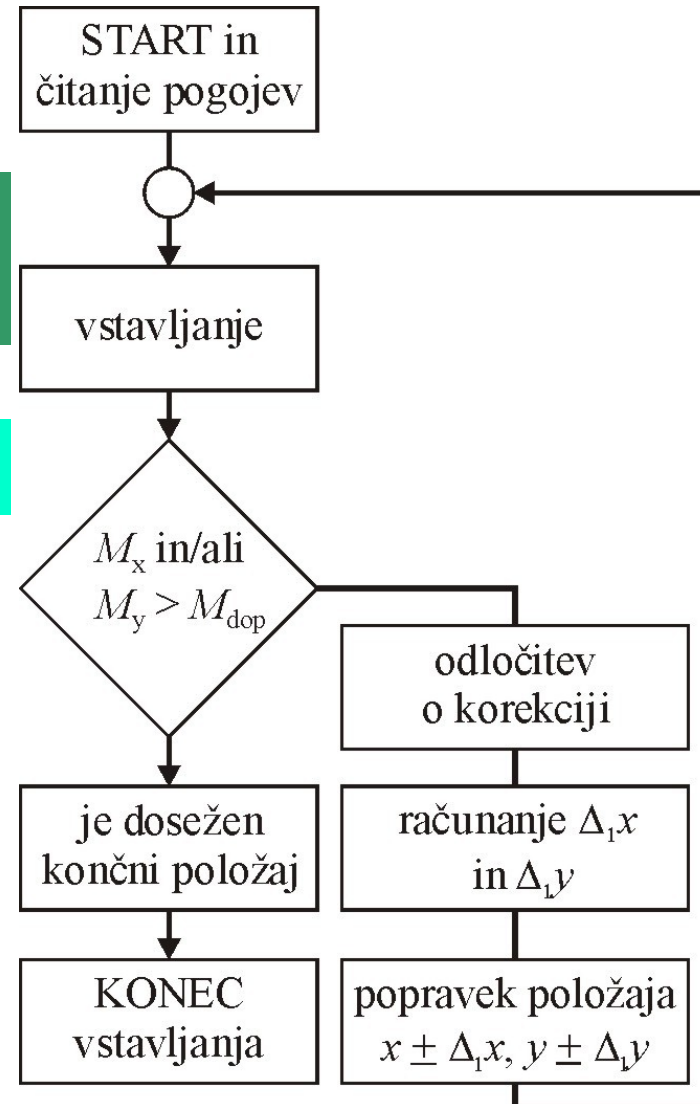 START in
čitanje pogojev
vstavljanje
Mx in/ali
My > Mdop
odločitev
o korekciji
je dosežen
končni položaj
računanje Δ₁x
in Δ₁y
KONEC
vstavljanja
popravek položaja
x ± Δ₁x, y ± Δ₁y